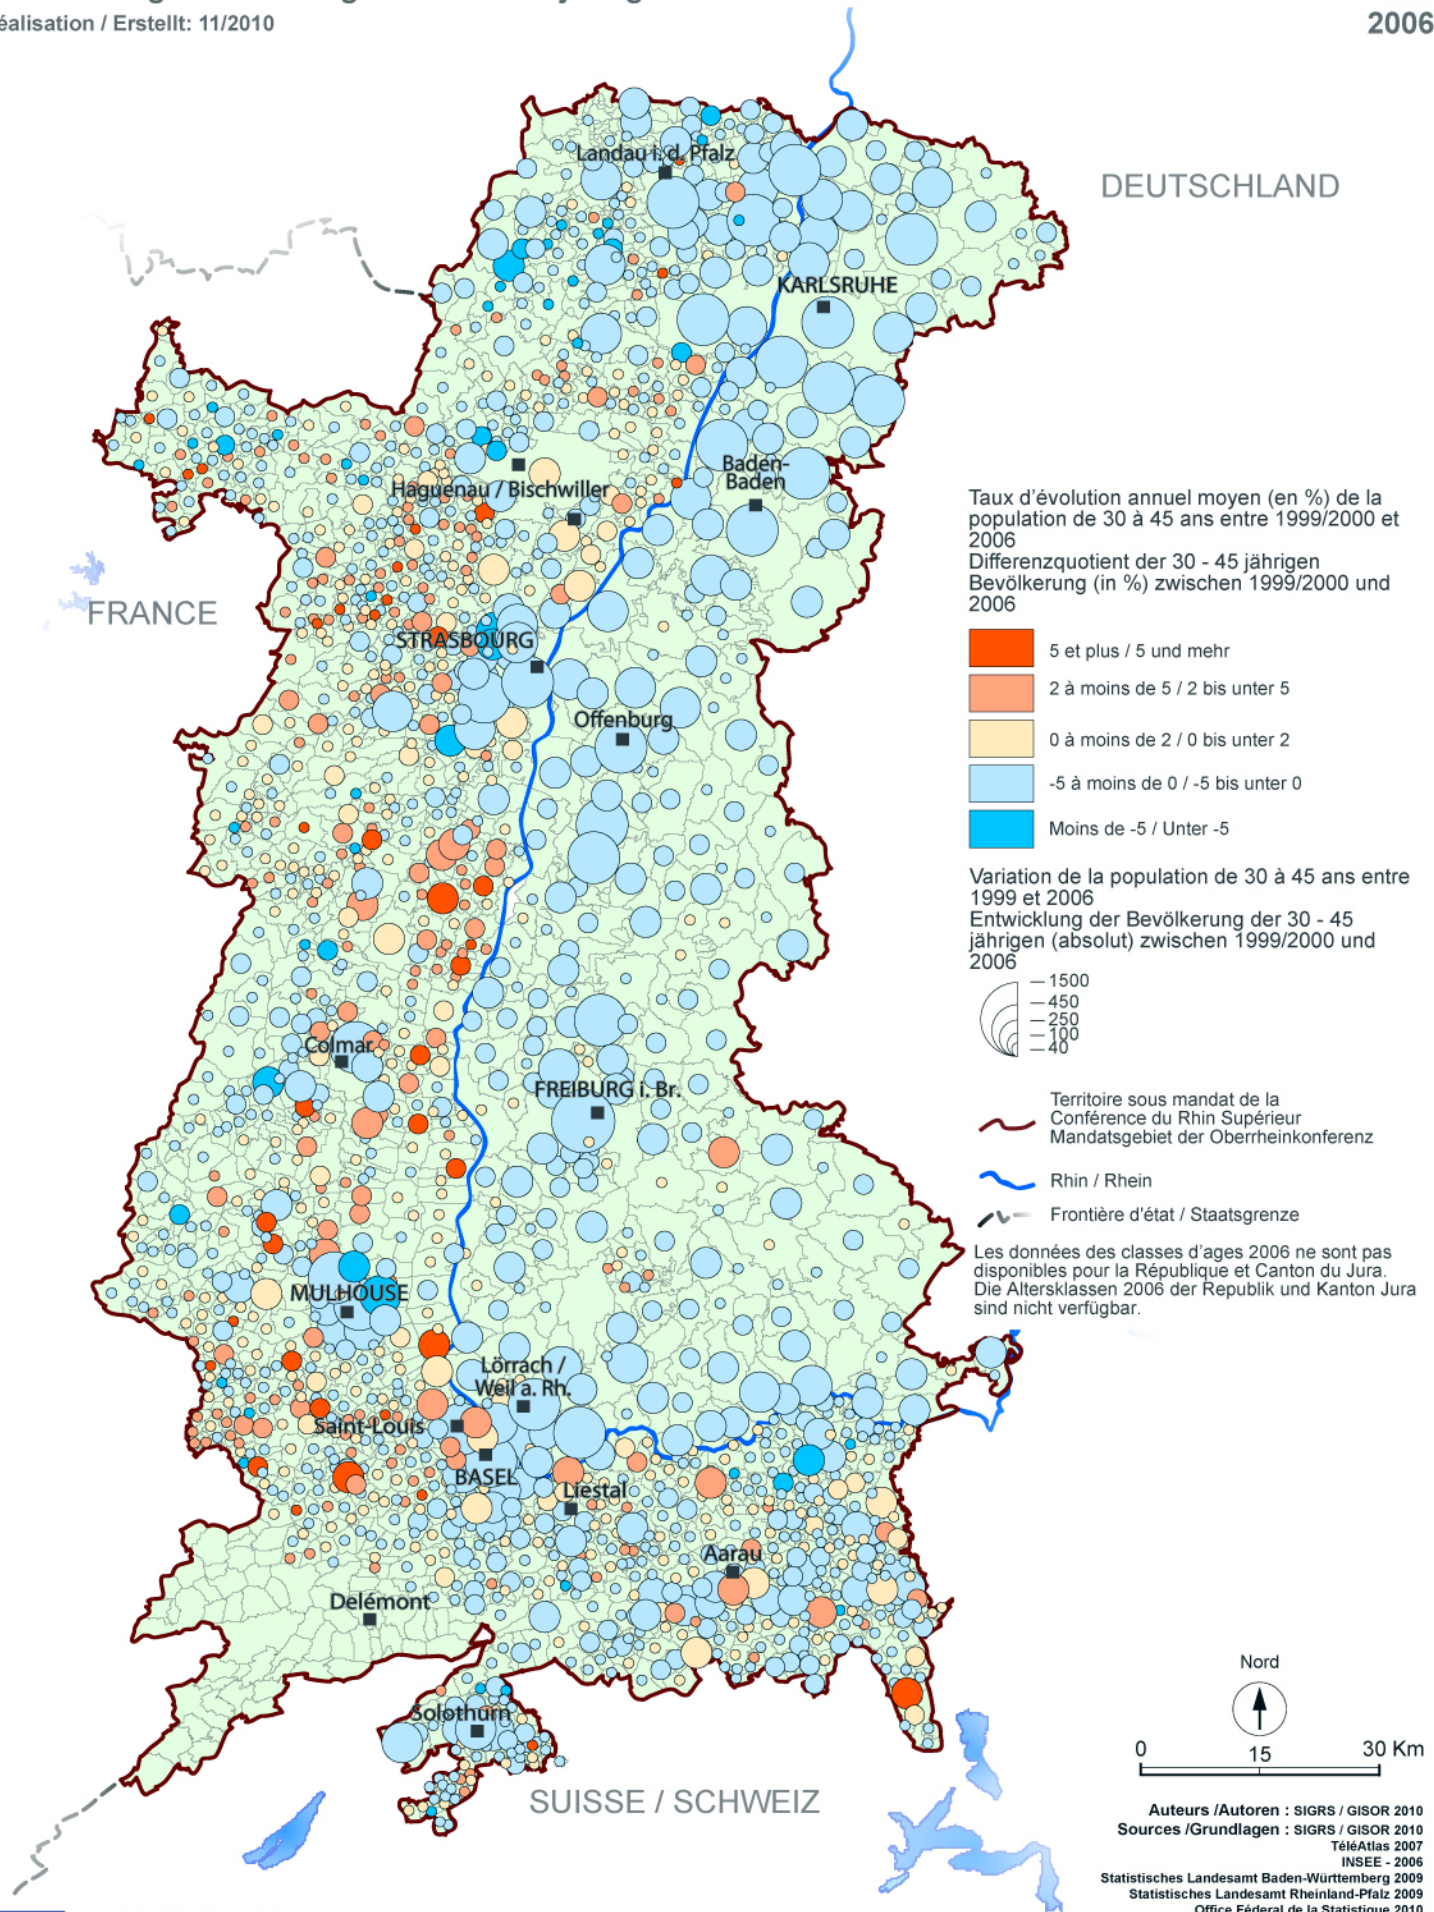 éalisation / Erstellt: 11/2010
2006
DEUTSCHLAND
Landau i. d. Pfalz
KARLSRUHE
Baden-
Baden
Haguenau / Bischwiller
FRANCE
STRASBOURG
Offenburg
Colmar
FREIBURG i. Br.
MULHOUSE
Lörrach /
Weil a. Rh.
Saint-Louis
BASEL
Liestal
Aarau
Delémont
Solothurn
SUISSE / SCHWEIZ
Taux d'évolution annuel moyen (en %) de la
population de 30 à 45 ans entre 1999/2000 et
2006
Differenzquotient der 30 - 45 jährigen
Bevölkerung (in %) zwischen 1999/2000 und
2006
5 et plus / 5 und mehr
2 à moins de 5 / 2 bis unter 5
0 à moins de 2 / 0 bis unter 2
-5 à moins de 0 / -5 bis unter 0
Moins de -5 / Unter -5
Variation de la population de 30 à 45 ans entre
1999 et 2006
Entwicklung der Bevölkerung der 30 - 45
jährigen (absolut) zwischen 1999/2000 und
2006
1500
450
250
100
40
Territoire sous mandat de la
Conférence du Rhin Supérieur
Mandatsgebiet der Oberrheinkonferenz
Rhin / Rhein
Frontière d'état / Staatsgrenze
Les données des classes d'ages 2006 ne sont pas
disponibles pour la République et Canton du Jura.
Die Altersklassen 2006 der Republik und Kanton Jura
sind nicht verfügbar.
Nord
0 15 30 Km
Auteurs /Autoren : SIGRS / GISOR 2010
Sources /Grundlagen : SIGRS / GISOR 2010
TéléAtlas 2007
INSEE - 2006
Statistisches Landesamt Baden-Württemberg 2009
Statistisches Landesamt Rheinland-Pfalz 2009
Office Féderal de la Statistique 2010